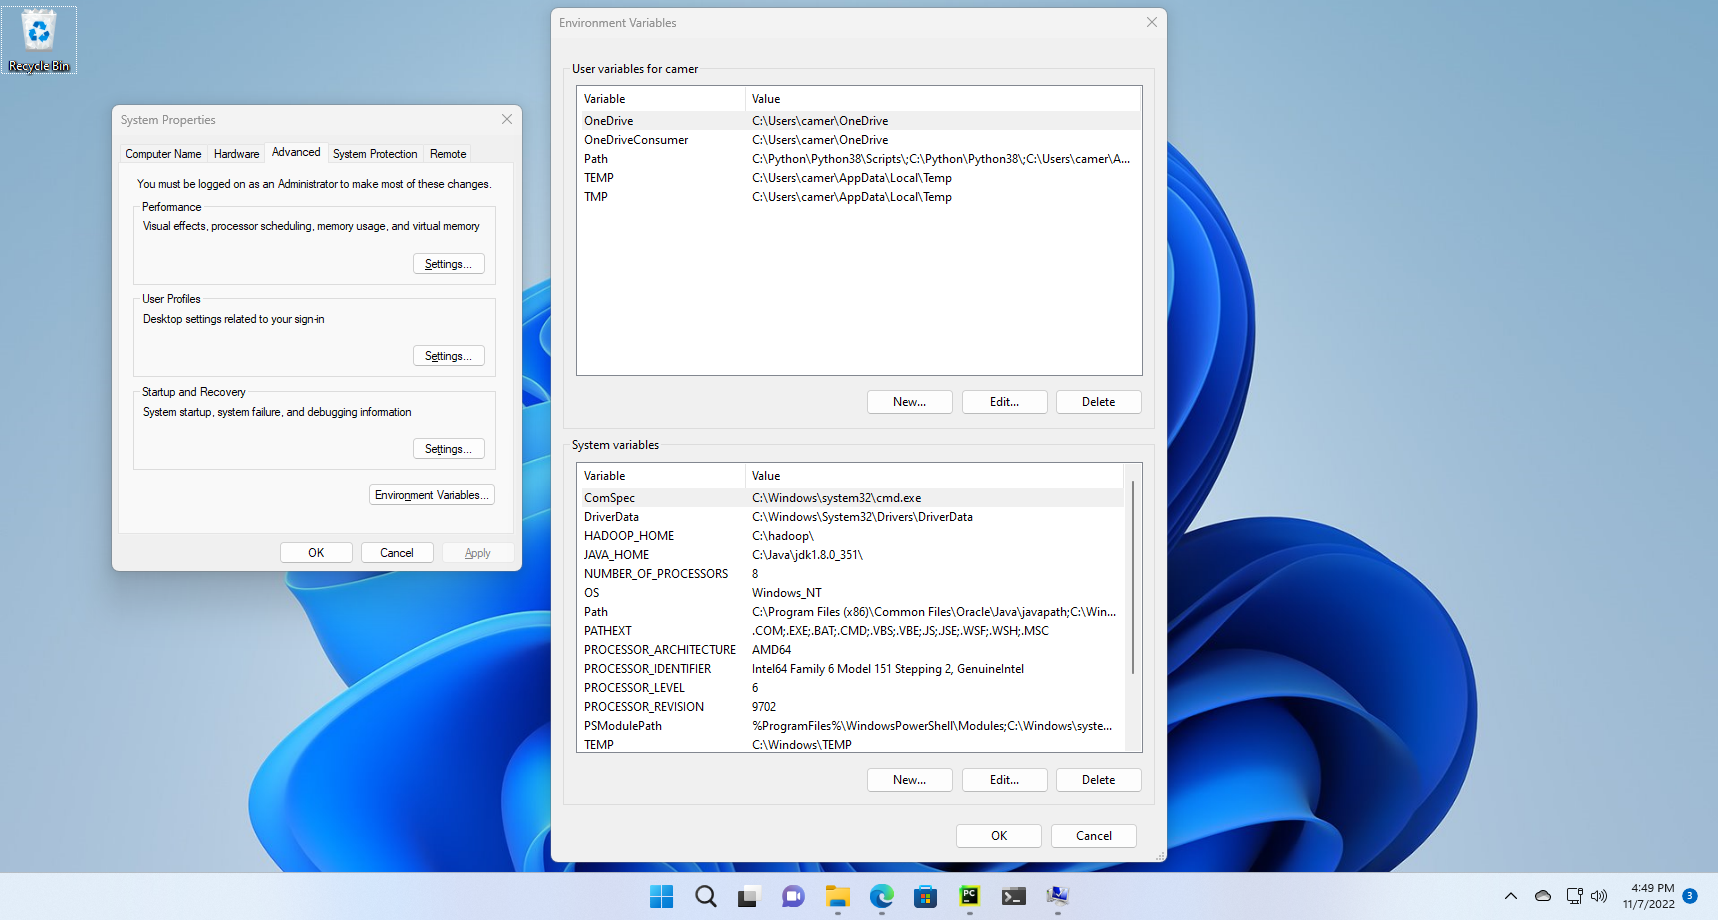 Recycle Bin
System Properties
Computer Name Hardware Advanced System Protection Remote
You must be logged on as an Administrator to make most of these changes.
Performance
Visual effects, processor scheduling, memory usage, and virtual memory
Settings...
User Profiles
Desktop settings related to your sign-in
Settings...
Startup and Recovery
System startup, system failure, and debugging information
Settings...
Environment Variables...
OK Cancel Apply
Environment Variables
User variables for camer
Variable Value
OneDrive C:\Users\camer\OneDrive
OneDriveConsumer C:\Users\camer\OneDrive
Path C:\Python\Python38\Scripts\;C:\Python\Python38\;C:\Users\camer\A...
TEMP C:\Users\camer\AppData\Local\Temp
TMP C:\Users\camer\AppData\Local\Temp
New... Edit... Delete
System variables
Variable Value
ComSpec C:\Windows\system32\cmd.exe
DriverData C:\Windows\System32\Drivers\DriverData
HADOOP_HOME C:\hadoop\
JAVA_HOME C:\Java\jdk1.8.0_351\
NUMBER_OF_PROCESSORS 8
OS Windows_NT
Path C:\Program Files (x86)\Common Files\Oracle\Java\javapath;C:\Win...
PATHEXT .COM;.EXE;.BAT;.CMD;.VBS;.VBE;.JS;.JSE;.WSF;.WSH;.MSC
PROCESSOR_ARCHITECTURE AMD64
PROCESSOR_IDENTIFIER Intel64 Family 6 Model 151 Stepping 2, GenuineIntel
PROCESSOR_LEVEL 6
PROCESSOR_REVISION 9702
PSModulePath %ProgramFiles%\WindowsPowerShell\Modules;C:\Windows\syste...
TEMP C:\Windows\TEMP
New... Edit... Delete
OK Cancel
PC
4:49 PM
11/7/2022
3